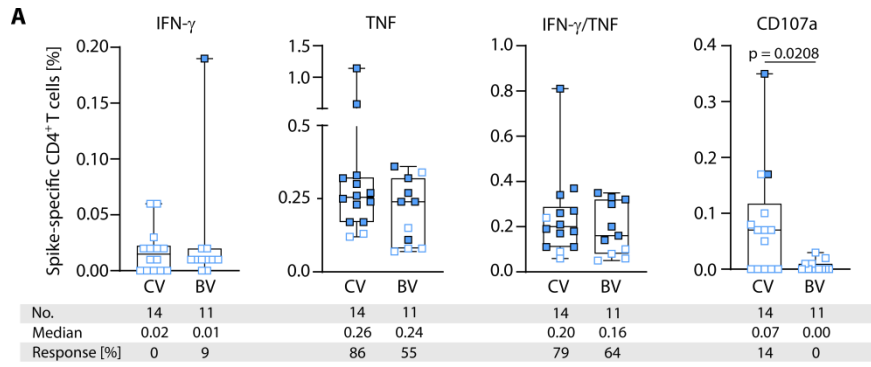 A
IFN-γ TNF IFN-γ/TNF CD107a
Spike-specific CD4+ T cells [%]
0.20 1.5 1.0 0.4
p = 0.0208
0.15 1.0 0.8 0.3
0.10 0.5 0.6 0.2
0.05 0.25 0.4 0.1
0.00 0.0 0.2 0.0
0.0
CV BV CV BV CV BV CV BV
No. 14 11 14 11 14 11 14 11
Median 0.02 0.01 0.26 0.24 0.20 0.16 0.07 0.00
Response [%] 0 9 86 55 79 64 14 0